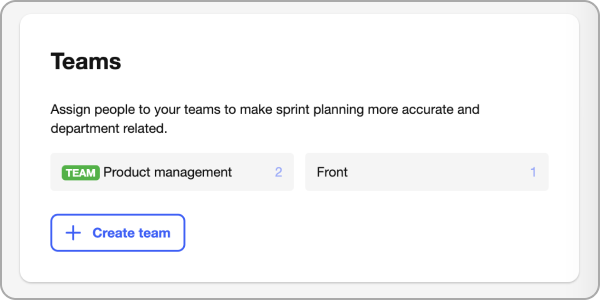 Teams
Assign people to your teams to make sprint planning more accurate and
department related.
TEAM Product management 2
Front 1
Create team